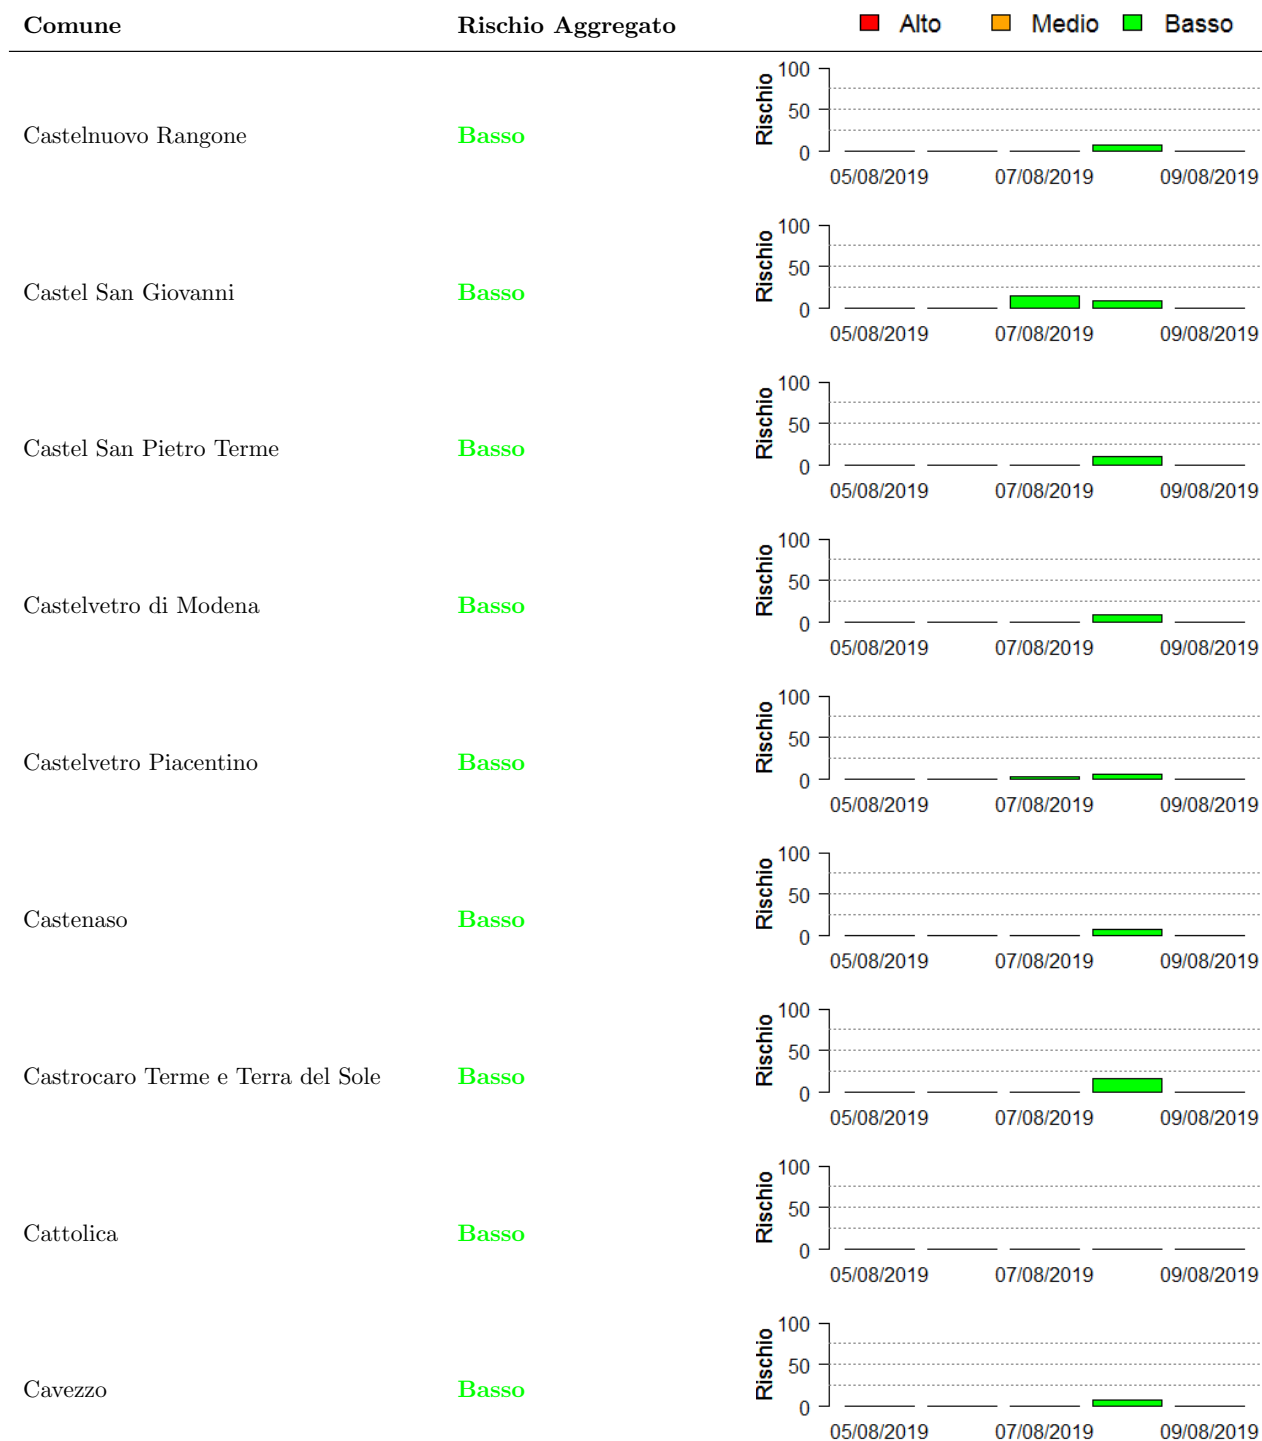 Comune Rischio Aggregato Alto Medio Basso
Castelnuovo Rangone Basso Rischio 100 50 0
05/08/2019 07/08/2019 09/08/2019
Castel San Giovanni Basso Rischio 100 50 0
05/08/2019 07/08/2019 09/08/2019
Castel San Pietro Terme Basso Rischio 100 50 0
05/08/2019 07/08/2019 09/08/2019
Castelvetro di Modena Basso Rischio 100 50 0
05/08/2019 07/08/2019 09/08/2019
Castelvetro Piacentino Basso Rischio 100 50 0
05/08/2019 07/08/2019 09/08/2019
Castenaso Basso Rischio 100 50 0
05/08/2019 07/08/2019 09/08/2019
Castrocaro Terme e Terra del Sole Basso Rischio 100 50 0
05/08/2019 07/08/2019 09/08/2019
Cattolica Basso Rischio 100 50 0
05/08/2019 07/08/2019 09/08/2019
Cavezzo Basso Rischio 100 50 0
05/08/2019 07/08/2019 09/08/2019